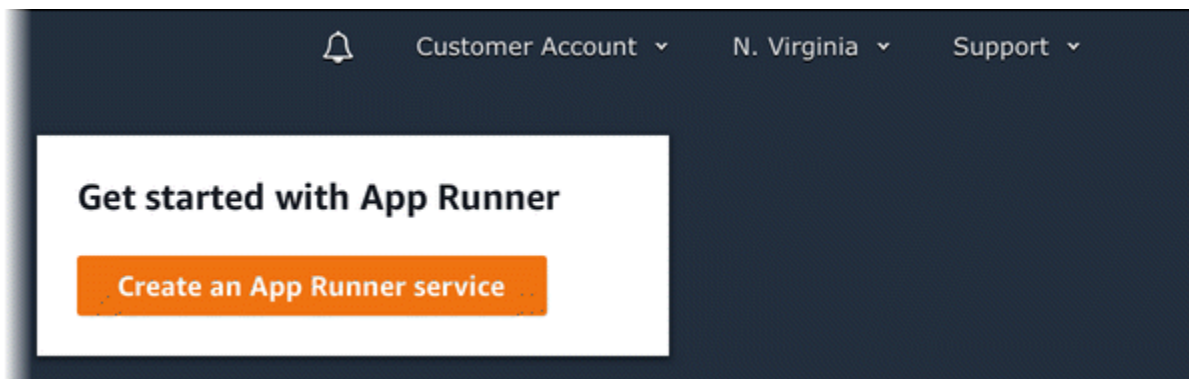 Customer Account N. Virginia Support
Get started with App Runner
Create an App Runner service